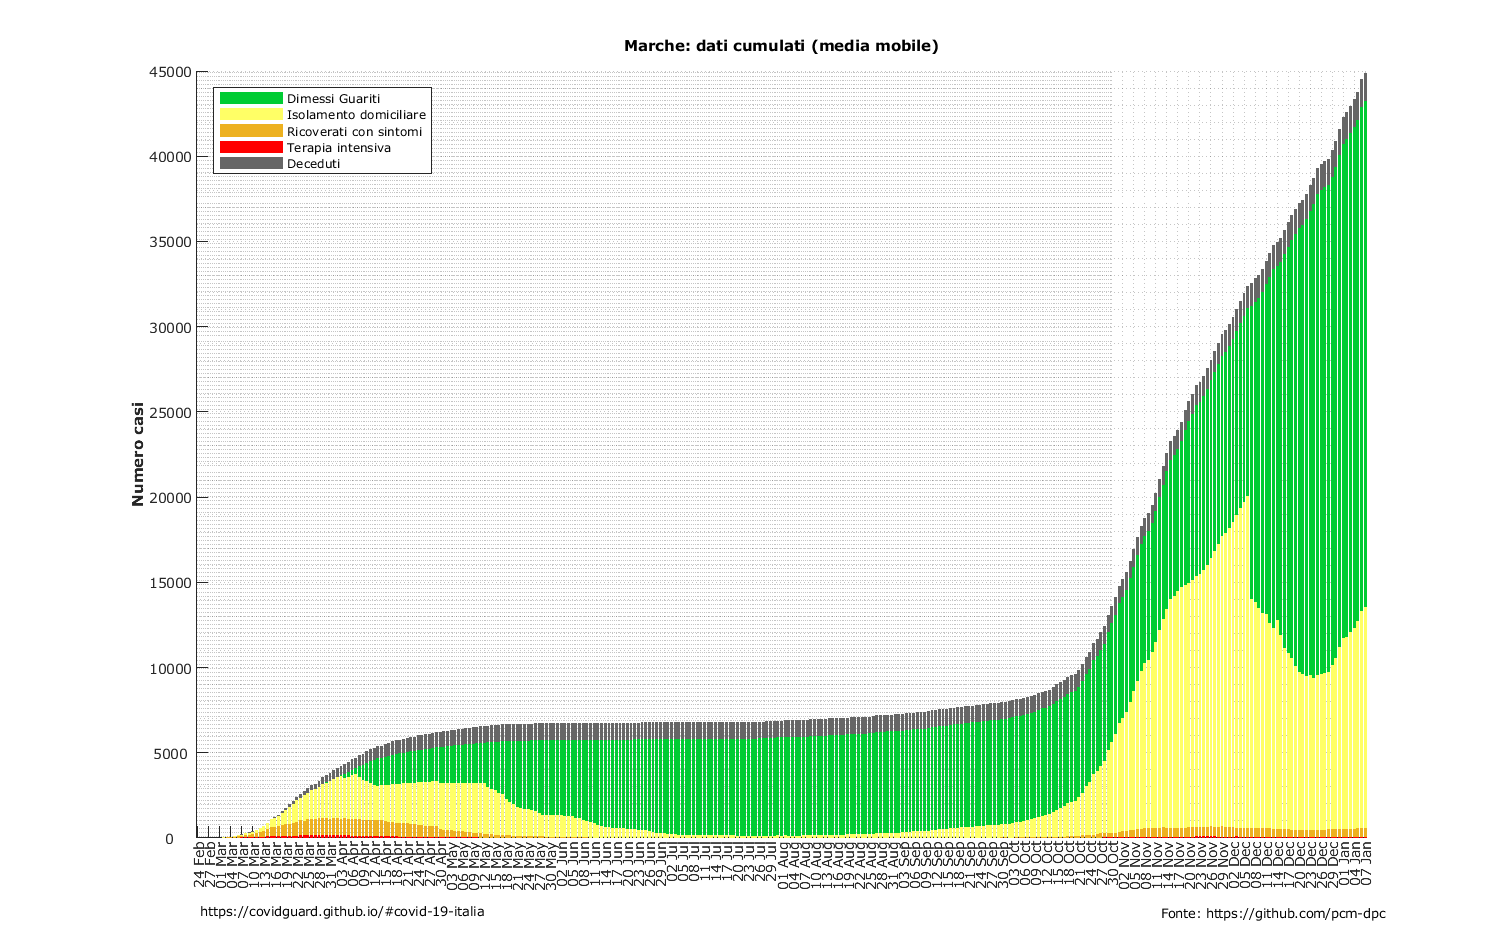 Marche: dati cumulati (media mobile)
45000
40000
35000
30000
25000
20000
15000
10000
5000
0
Numero casi
Dimessi Guariti
Isolamento domiciliare
Ricoverati con sintomi
Terapia intensiva
Deceduti
24 Feb
27 Feb
01 Mar
04 Mar
07 Mar
10 Mar
13 Mar
16 Mar
19 Mar
22 Mar
25 Mar
28 Mar
31 Mar
03 Apr
06 Apr
09 Apr
12 Apr
15 Apr
18 Apr
21 Apr
24 Apr
27 Apr
30 Apr
03 May
06 May
09 May
12 May
15 May
18 May
21 May
24 May
27 May
30 May
02 Jun
05 Jun
08 Jun
11 Jun
14 Jun
17 Jun
20 Jun
23 Jun
26 Jun
29 Jun
02 Jul
05 Jul
08 Jul
11 Jul
14 Jul
17 Jul
20 Jul
23 Jul
26 Jul
29 Jul
01 Aug
04 Aug
07 Aug
10 Aug
13 Aug
16 Aug
19 Aug
22 Aug
25 Aug
28 Aug
31 Aug
03 Sep
06 Sep
09 Sep
12 Sep
15 Sep
18 Sep
21 Sep
24 Sep
27 Sep
30 Sep
03 Oct
06 Oct
09 Oct
12 Oct
15 Oct
18 Oct
21 Oct
24 Oct
27 Oct
30 Oct
02 Nov
05 Nov
08 Nov
11 Nov
14 Nov
17 Nov
20 Nov
23 Nov
26 Nov
29 Nov
02 Dec
05 Dec
08 Dec
11 Dec
14 Dec
17 Dec
20 Dec
23 Dec
26 Dec
29 Dec
01 Jan
04 Jan
07 Jan
https://covidguard.github.io/#covid-19-italia
Fonte: https://github.com/pcm-dpc